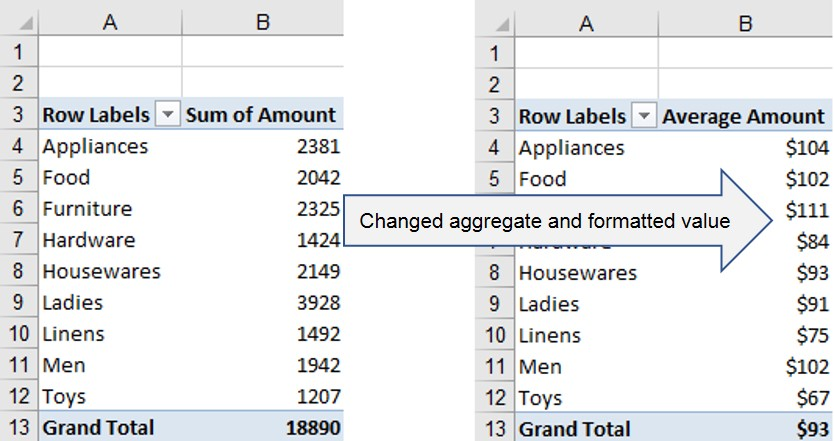 A B
1
2
3 Row Labels Sum of Amount
4 Appliances 2381
5 Food 2042
6 Furniture 2325
7 Hardware 1424
8 Housewares 2149
9 Ladies 3928
10 Linens 1492
11 Men 1942
12 Toys 1207
13 Grand Total 18890
Changed aggregate and formatted value
A B
1
2
3 Row Labels Average Amount
4 Appliances $104
5 Food $102
$111
$84
8 Housewares $93
9 Ladies $91
10 Linens $75
11 Men $102
12 Toys $67
13 Grand Total $93